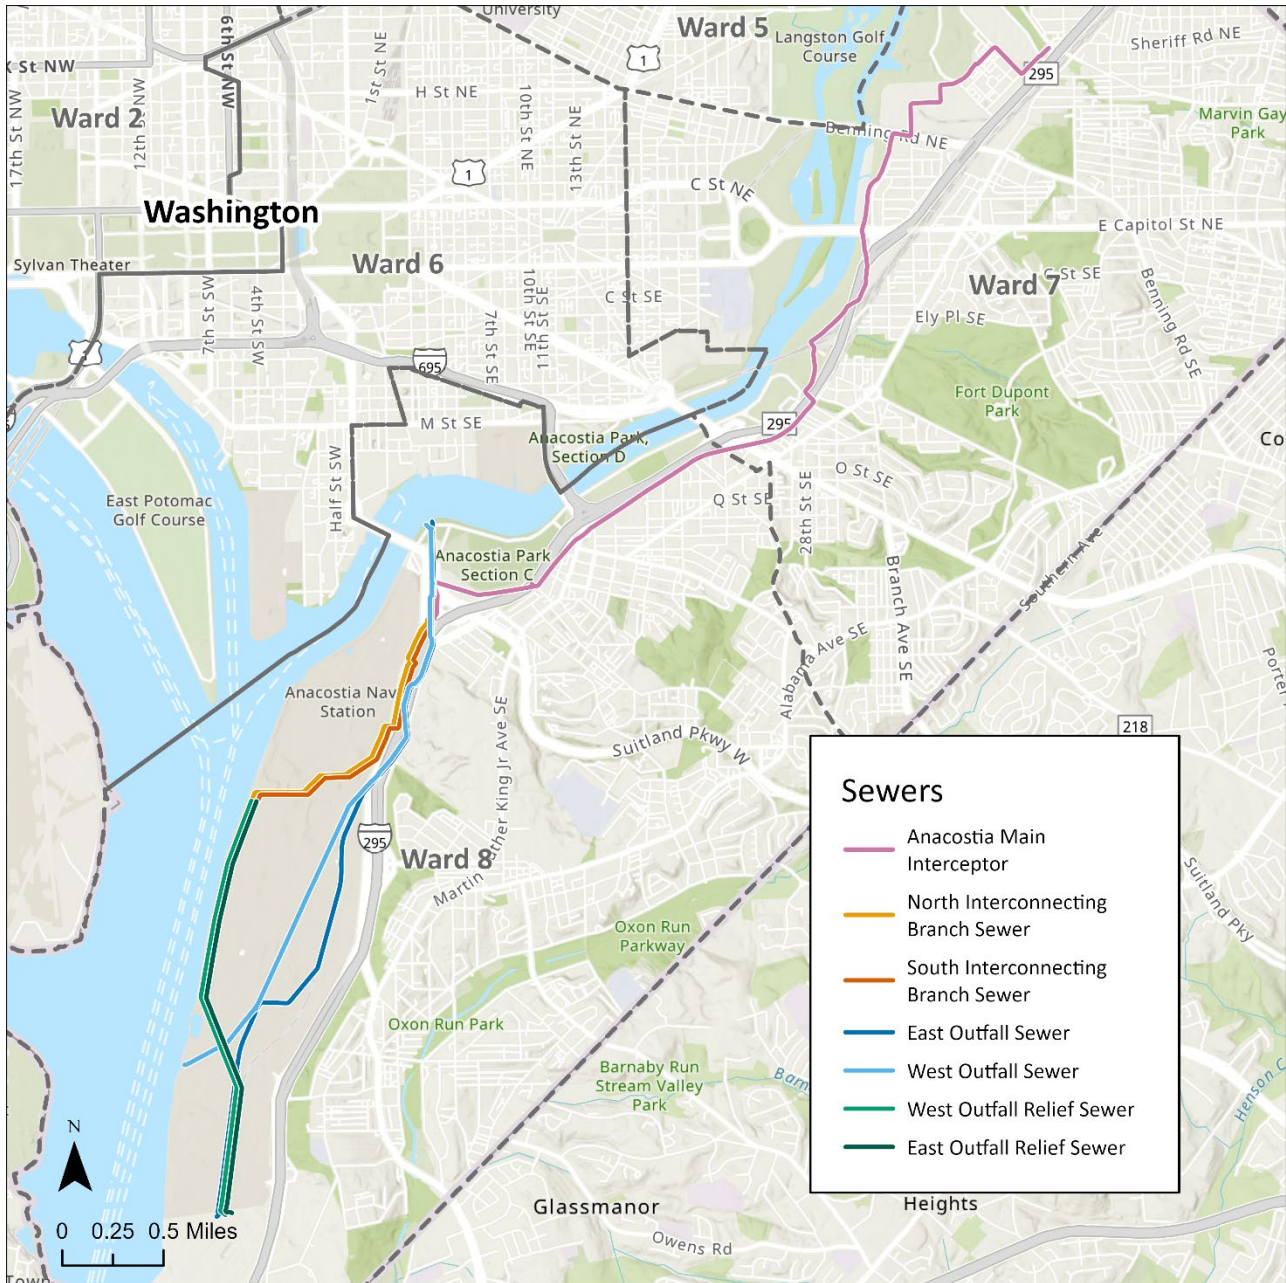 University
Ward 5
Langston Golf
Course
Sheriff Rd NE
1
295
K St NW
6th St NW
1st St NE
H St NE
10th St NE
13th St NE
17th St NW
12th St NW
Ward 2
Marvin Gay
Park
Benning Rd NE
1
C St NE
Washington
E Capitol St NE
Sylvan Theater
Ward 6
7th St SW
4th St SW
C St SE
10th St SE
11th St SE
7th St SE
Ward 7
C St SE
Benning Rd SE
Ely Pl SE
695
Fort Dupont
Park
M St SE
Anacostia Park,
Section D
295
Co
Half St SW
East Potomac
Golf Course
O St SE
Q St SE
28th St SE
Anacostia Park
Section C
Branch Ave SE
Southern Ave
Alabama Ave SE
Porter
Anacostia Nav
Station
Suitland Pkwy W
218
Martin Luther King Jr Ave SE
295
Ward 8
Sewers
Anacostia Main
Interceptor
North Interconnecting
Branch Sewer
South Interconnecting
Branch Sewer
East Outfall Sewer
West Outfall Sewer
West Outfall Relief Sewer
East Outfall Relief Sewer
Suitland Pky
Oxon Run
Parkway
Oxon Run Park
Barnaby Run
Stream Valley
Park
Barn
Henson C
N
0 0.25 0.5 Miles
Glassmanor
Heights
Owens Rd
Town